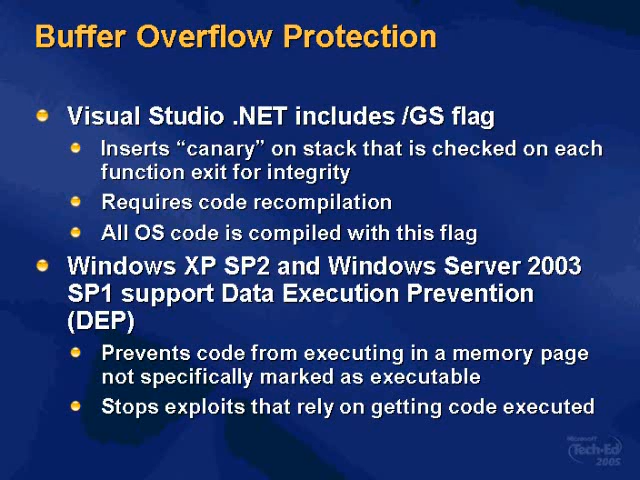 Buffer Overflow Protection
Visual Studio .NET includes /GS flag
Inserts “canary” on stack that is checked on each
function exit for integrity
Requires code recompilation
All OS code is compiled with this flag
Windows XP SP2 and Windows Server 2003
SP1 support Data Execution Prevention
(DEP)
Prevents code from executing in a memory page
not specifically marked as executable
Stops exploits that rely on getting code executed
Microsoft
Tech·Ed
2005